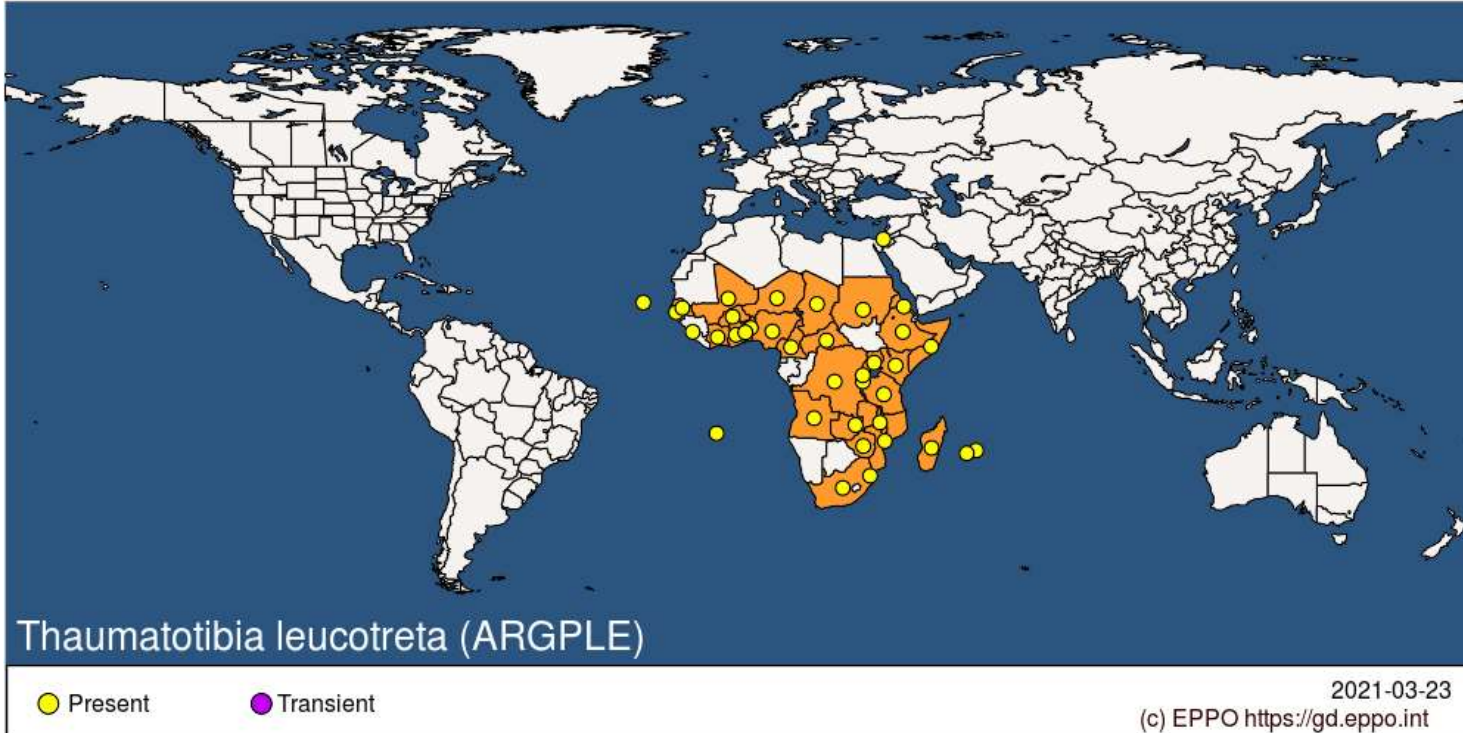 Thaumatotibia leucotreta (ARGPLE)
Present
Transient
2021-03-23
(c) EPPO https://gd.eppo.int